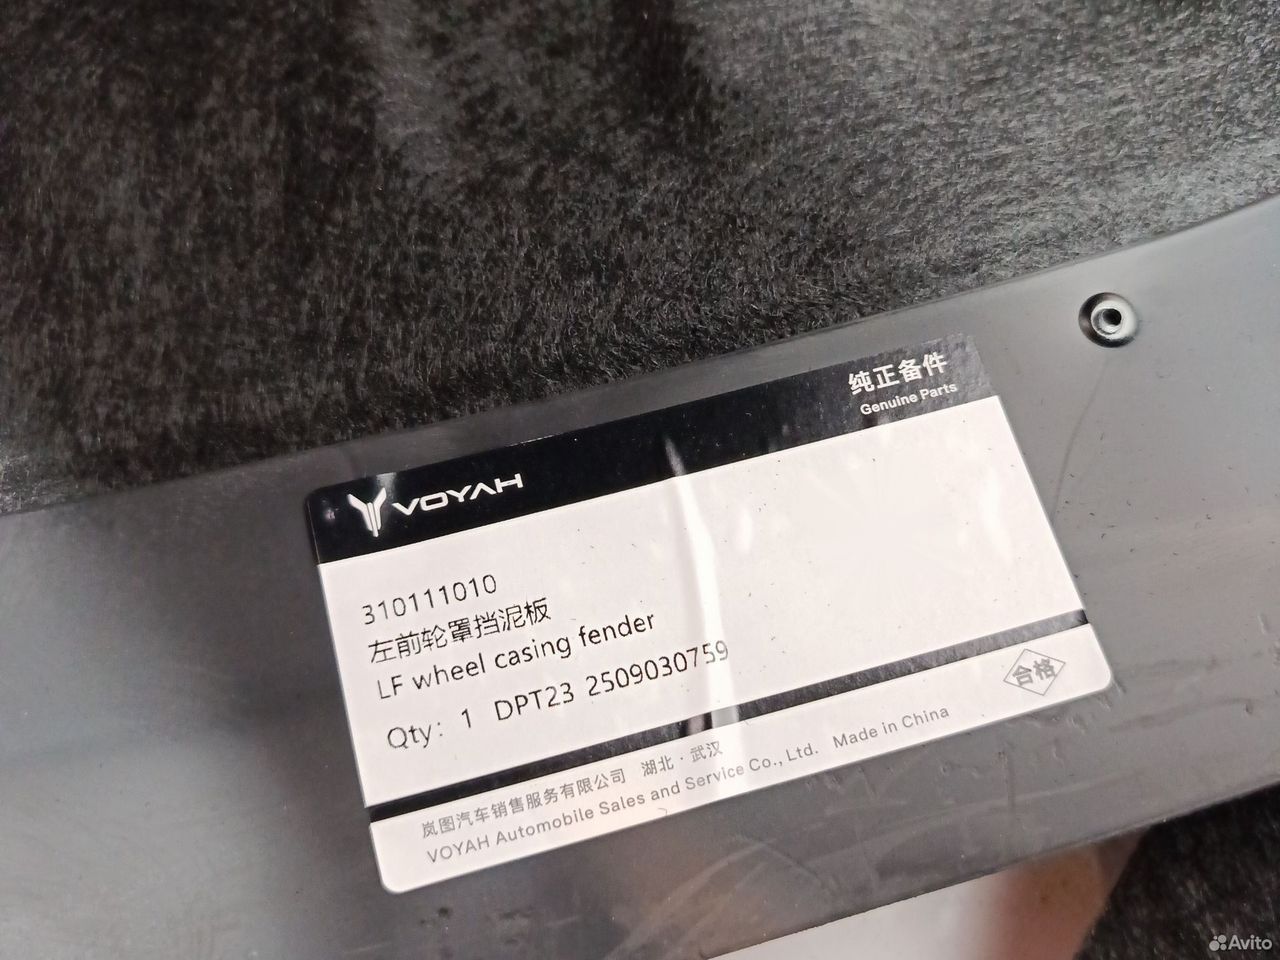 纯正备件
Genuine Parts
VOYAH
310111010
左前轮罩挡泥板
LF wheel casing fender
Qty: 1 DPT23 2509030759
合格
岚图汽车销售服务有限公司 湖北·武汉
VOYAH Automobile Sales and Service Co., Ltd. Made in China
Avito